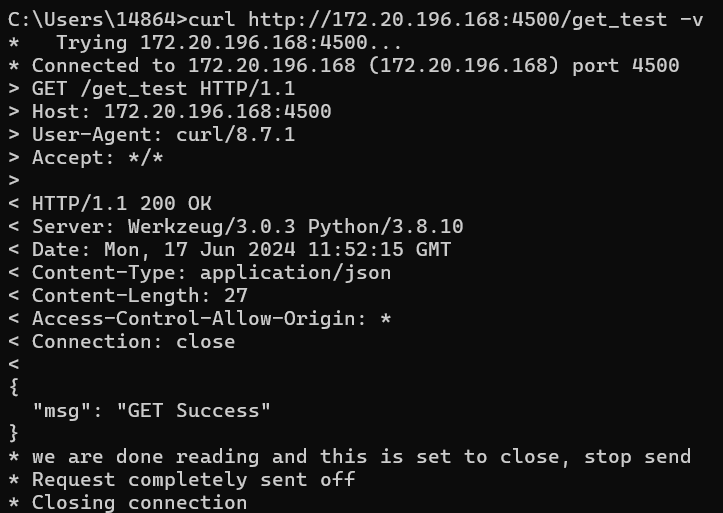 C:\Users\14864>curl http://172.20.196.168:4500/get_test -v
*   Trying 172.20.196.168:4500...
* Connected to 172.20.196.168 (172.20.196.168) port 4500
> GET /get_test HTTP/1.1
> Host: 172.20.196.168:4500
> User-Agent: curl/8.7.1
> Accept: */*
>
< HTTP/1.1 200 OK
< Server: Werkzeug/3.0.3 Python/3.8.10
< Date: Mon, 17 Jun 2024 11:52:15 GMT
< Content-Type: application/json
< Content-Length: 27
< Access-Control-Allow-Origin: *
< Connection: close
<
{
  "msg": "GET Success"
}
* we are done reading and this is set to close, stop send
* Request completely sent off
* Closing connection